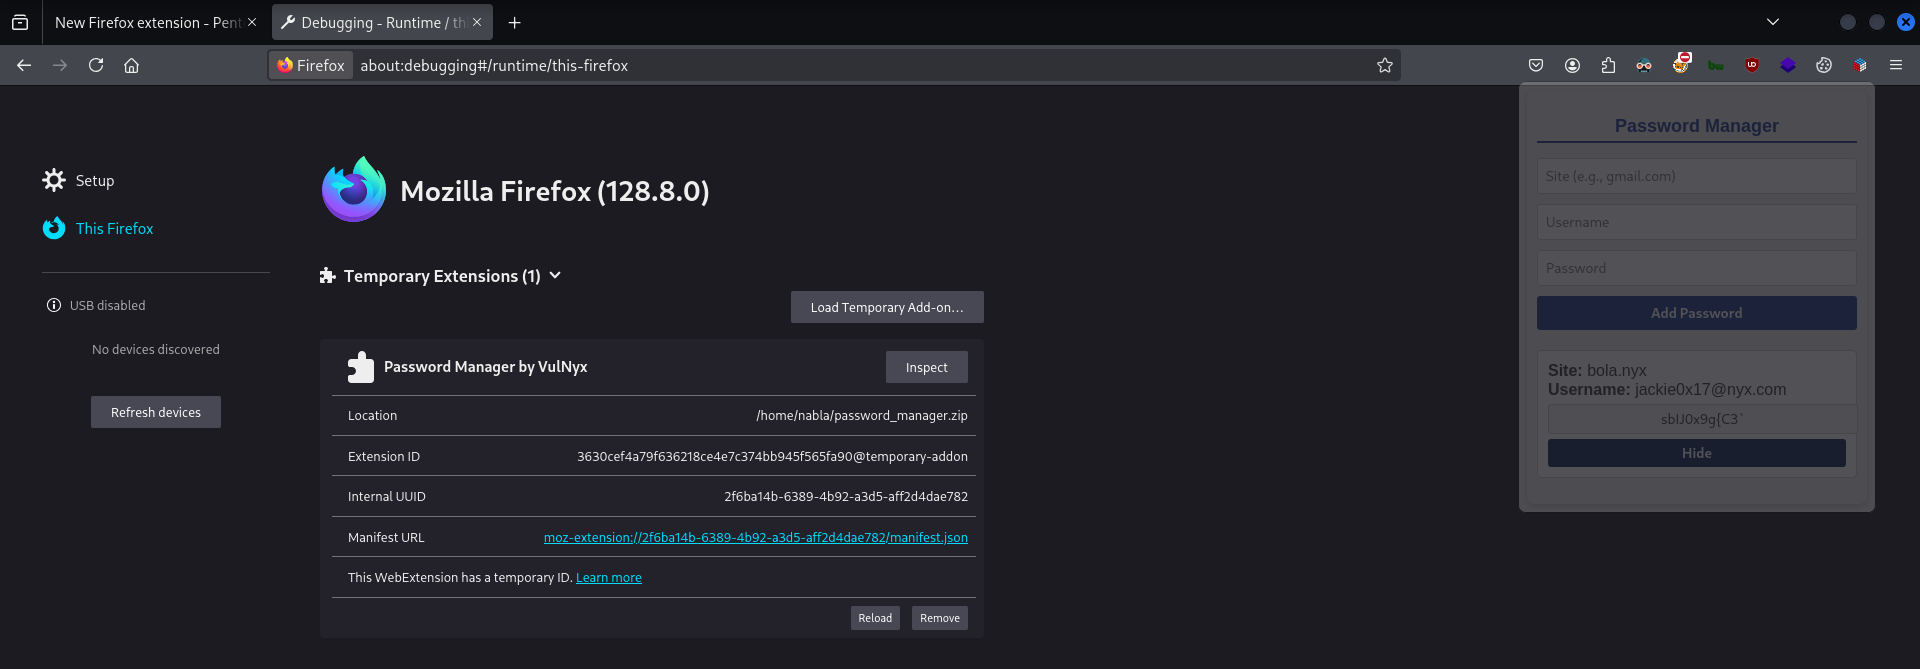 New Firefox extension - Pent
Debugging - Runtime / thi
Firefox
about:debugging#/runtime/this-firefox
Setup
This Firefox
USB disabled
No devices discovered
Refresh devices
Mozilla Firefox (128.8.0)
Temporary Extensions (1)
Load Temporary Add-on…
Password Manager by VulNyx
Inspect
Location
/home/nabla/password_manager.zip
Extension ID
3630cef4a79f636218ce4e7c374bb945f565fa90@temporary-addon
Internal UUID
2f6ba14b-6389-4b92-a3d5-aff2d4dae782
Manifest URL
moz-extension://2f6ba14b-6389-4b92-a3d5-aff2d4dae782/manifest.json
This WebExtension has a temporary ID. Learn more
Reload
Remove
Password Manager
Site (e.g., gmail.com)
Username
Password
Add Password
Site: bola.nyx
Username: jackie0x17@nyx.com
Hide